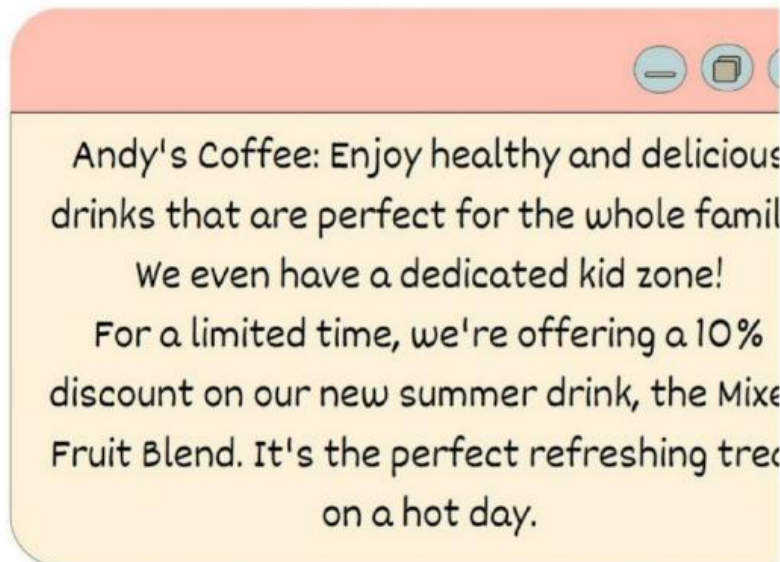 Andy's Coffee: Enjoy healthy and delicious
drinks that are perfect for the whole famil
We even have a dedicated kid zone!
For a limited time, we're offering a 10%
discount on our new summer drink, the Mixe
Fruit Blend. It's the perfect refreshing trea
on a hot day.